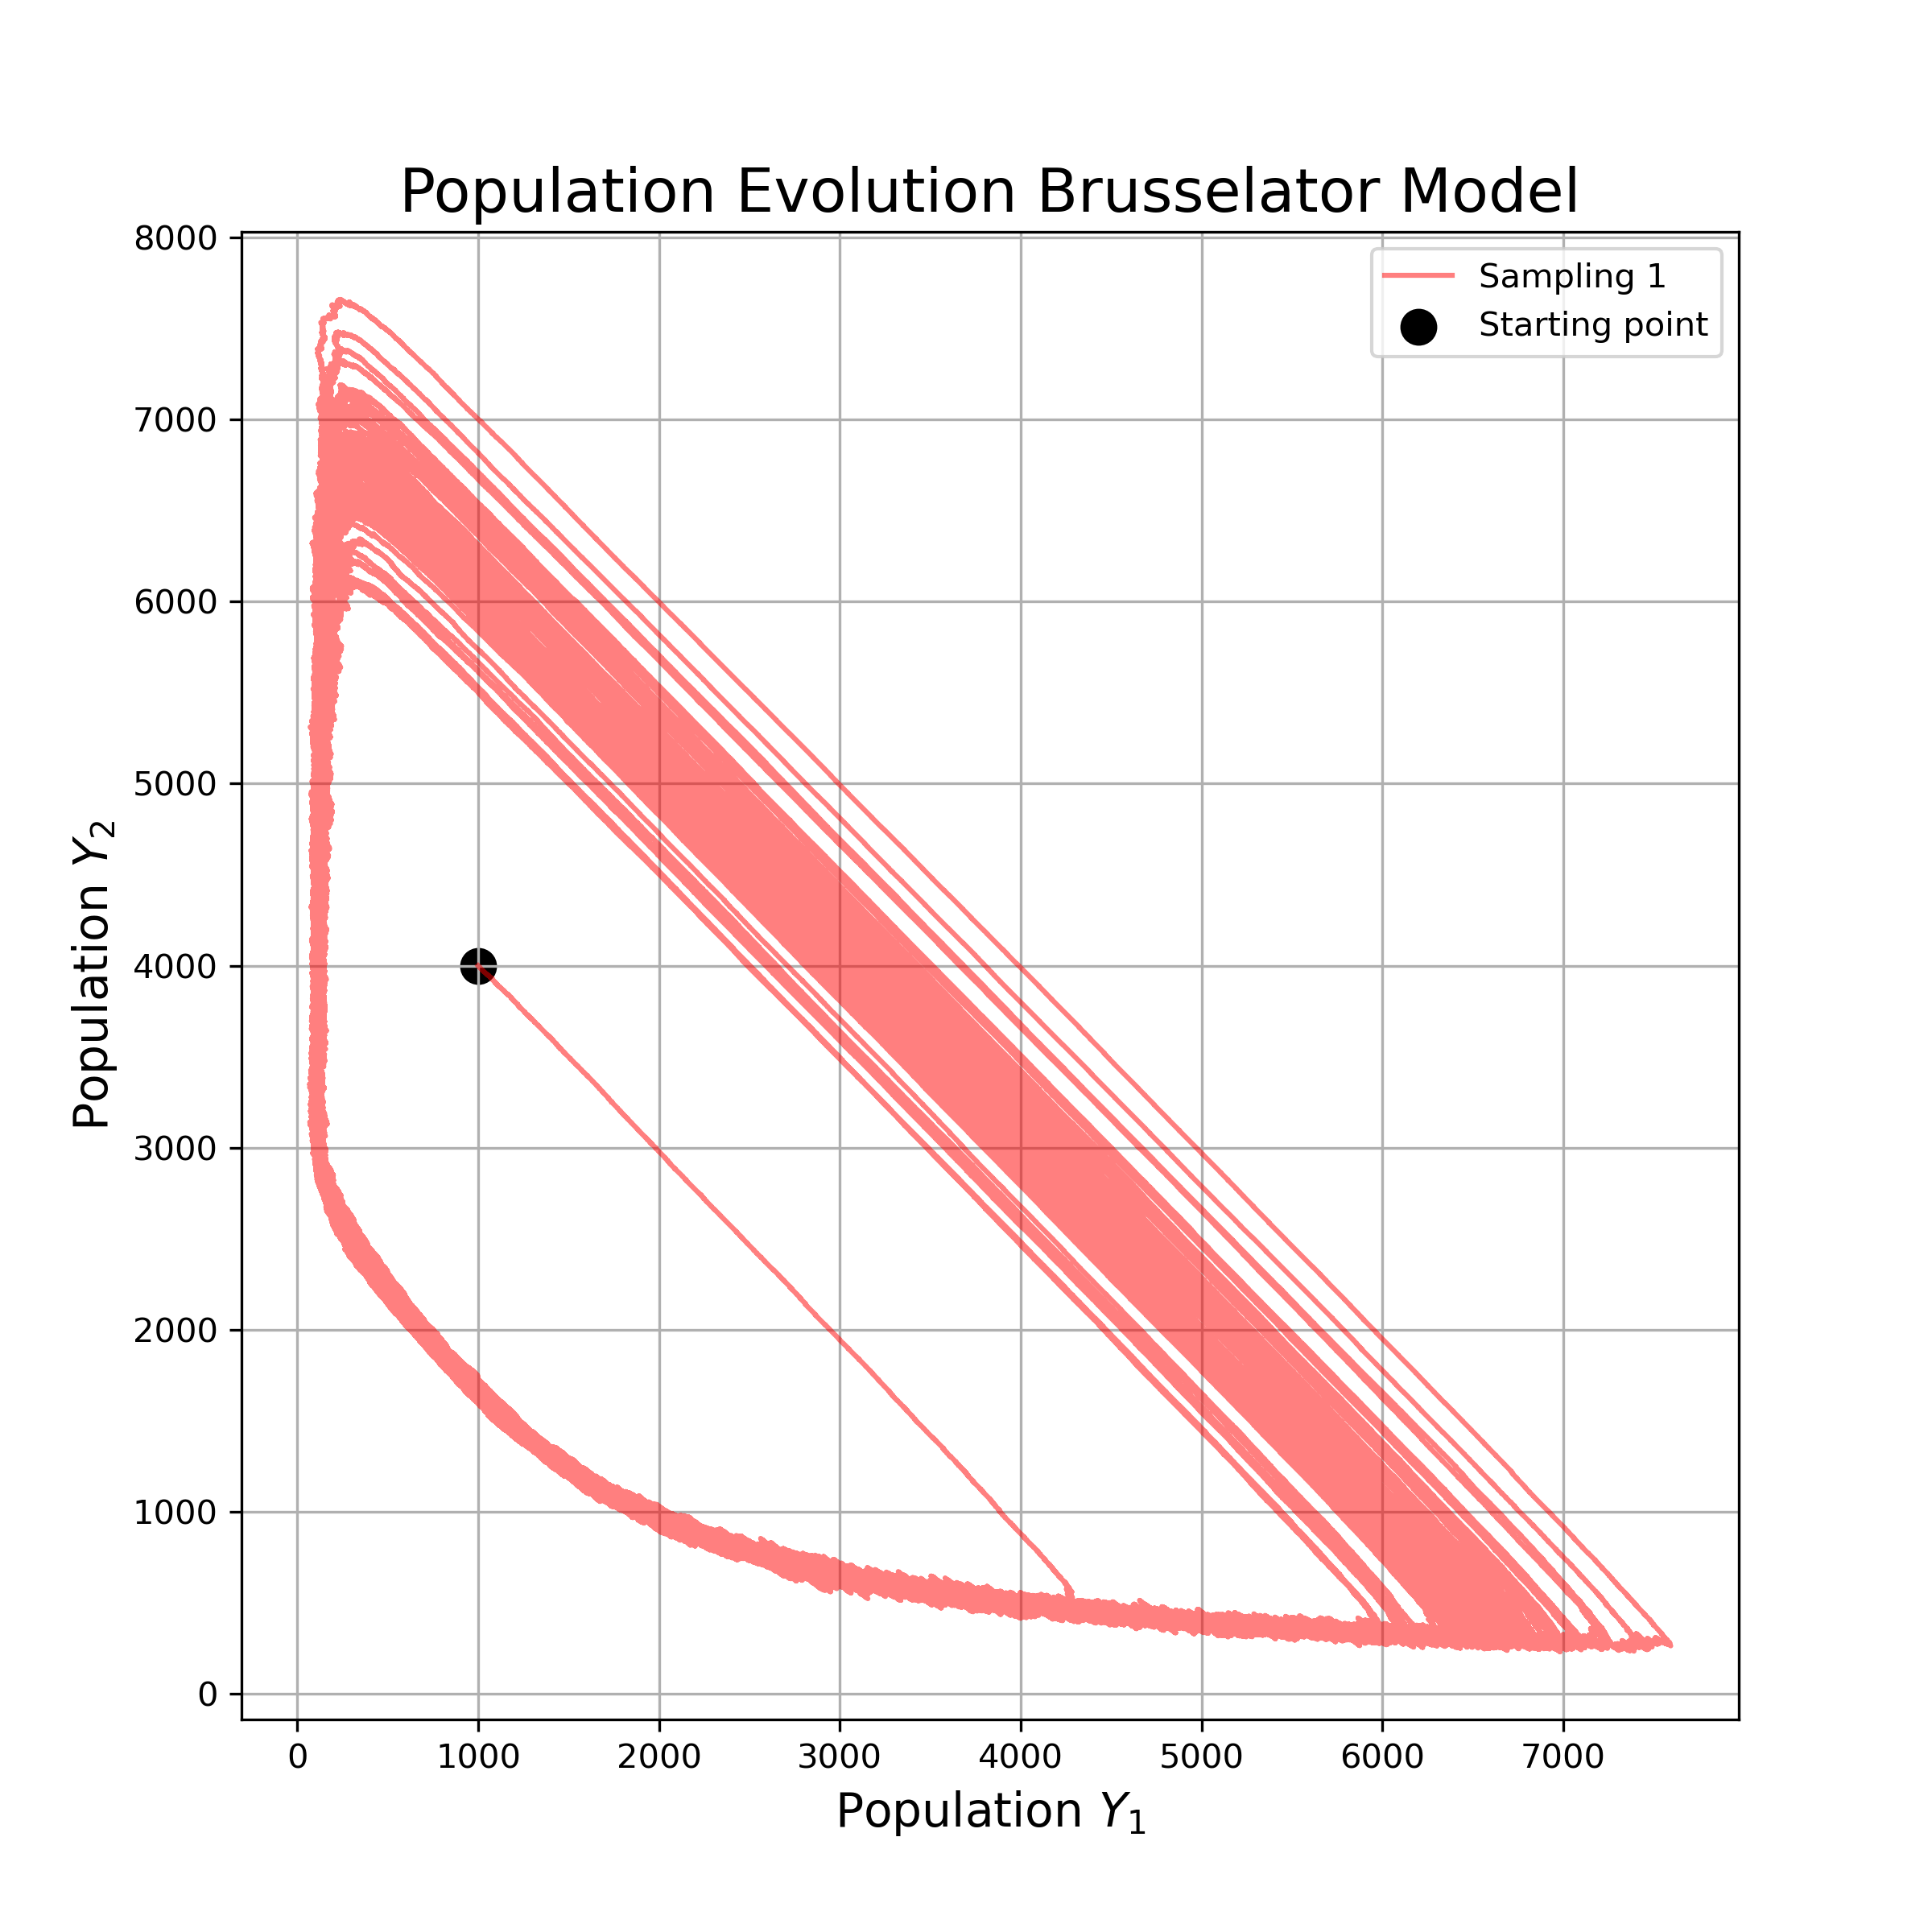 Population Evolution Brusselator Model
Sampling 1
Starting point
8000
7000
6000
5000
4000
3000
2000
1000
0
Population Y₂
0 1000 2000 3000 4000 5000 6000 7000
Population Y₁